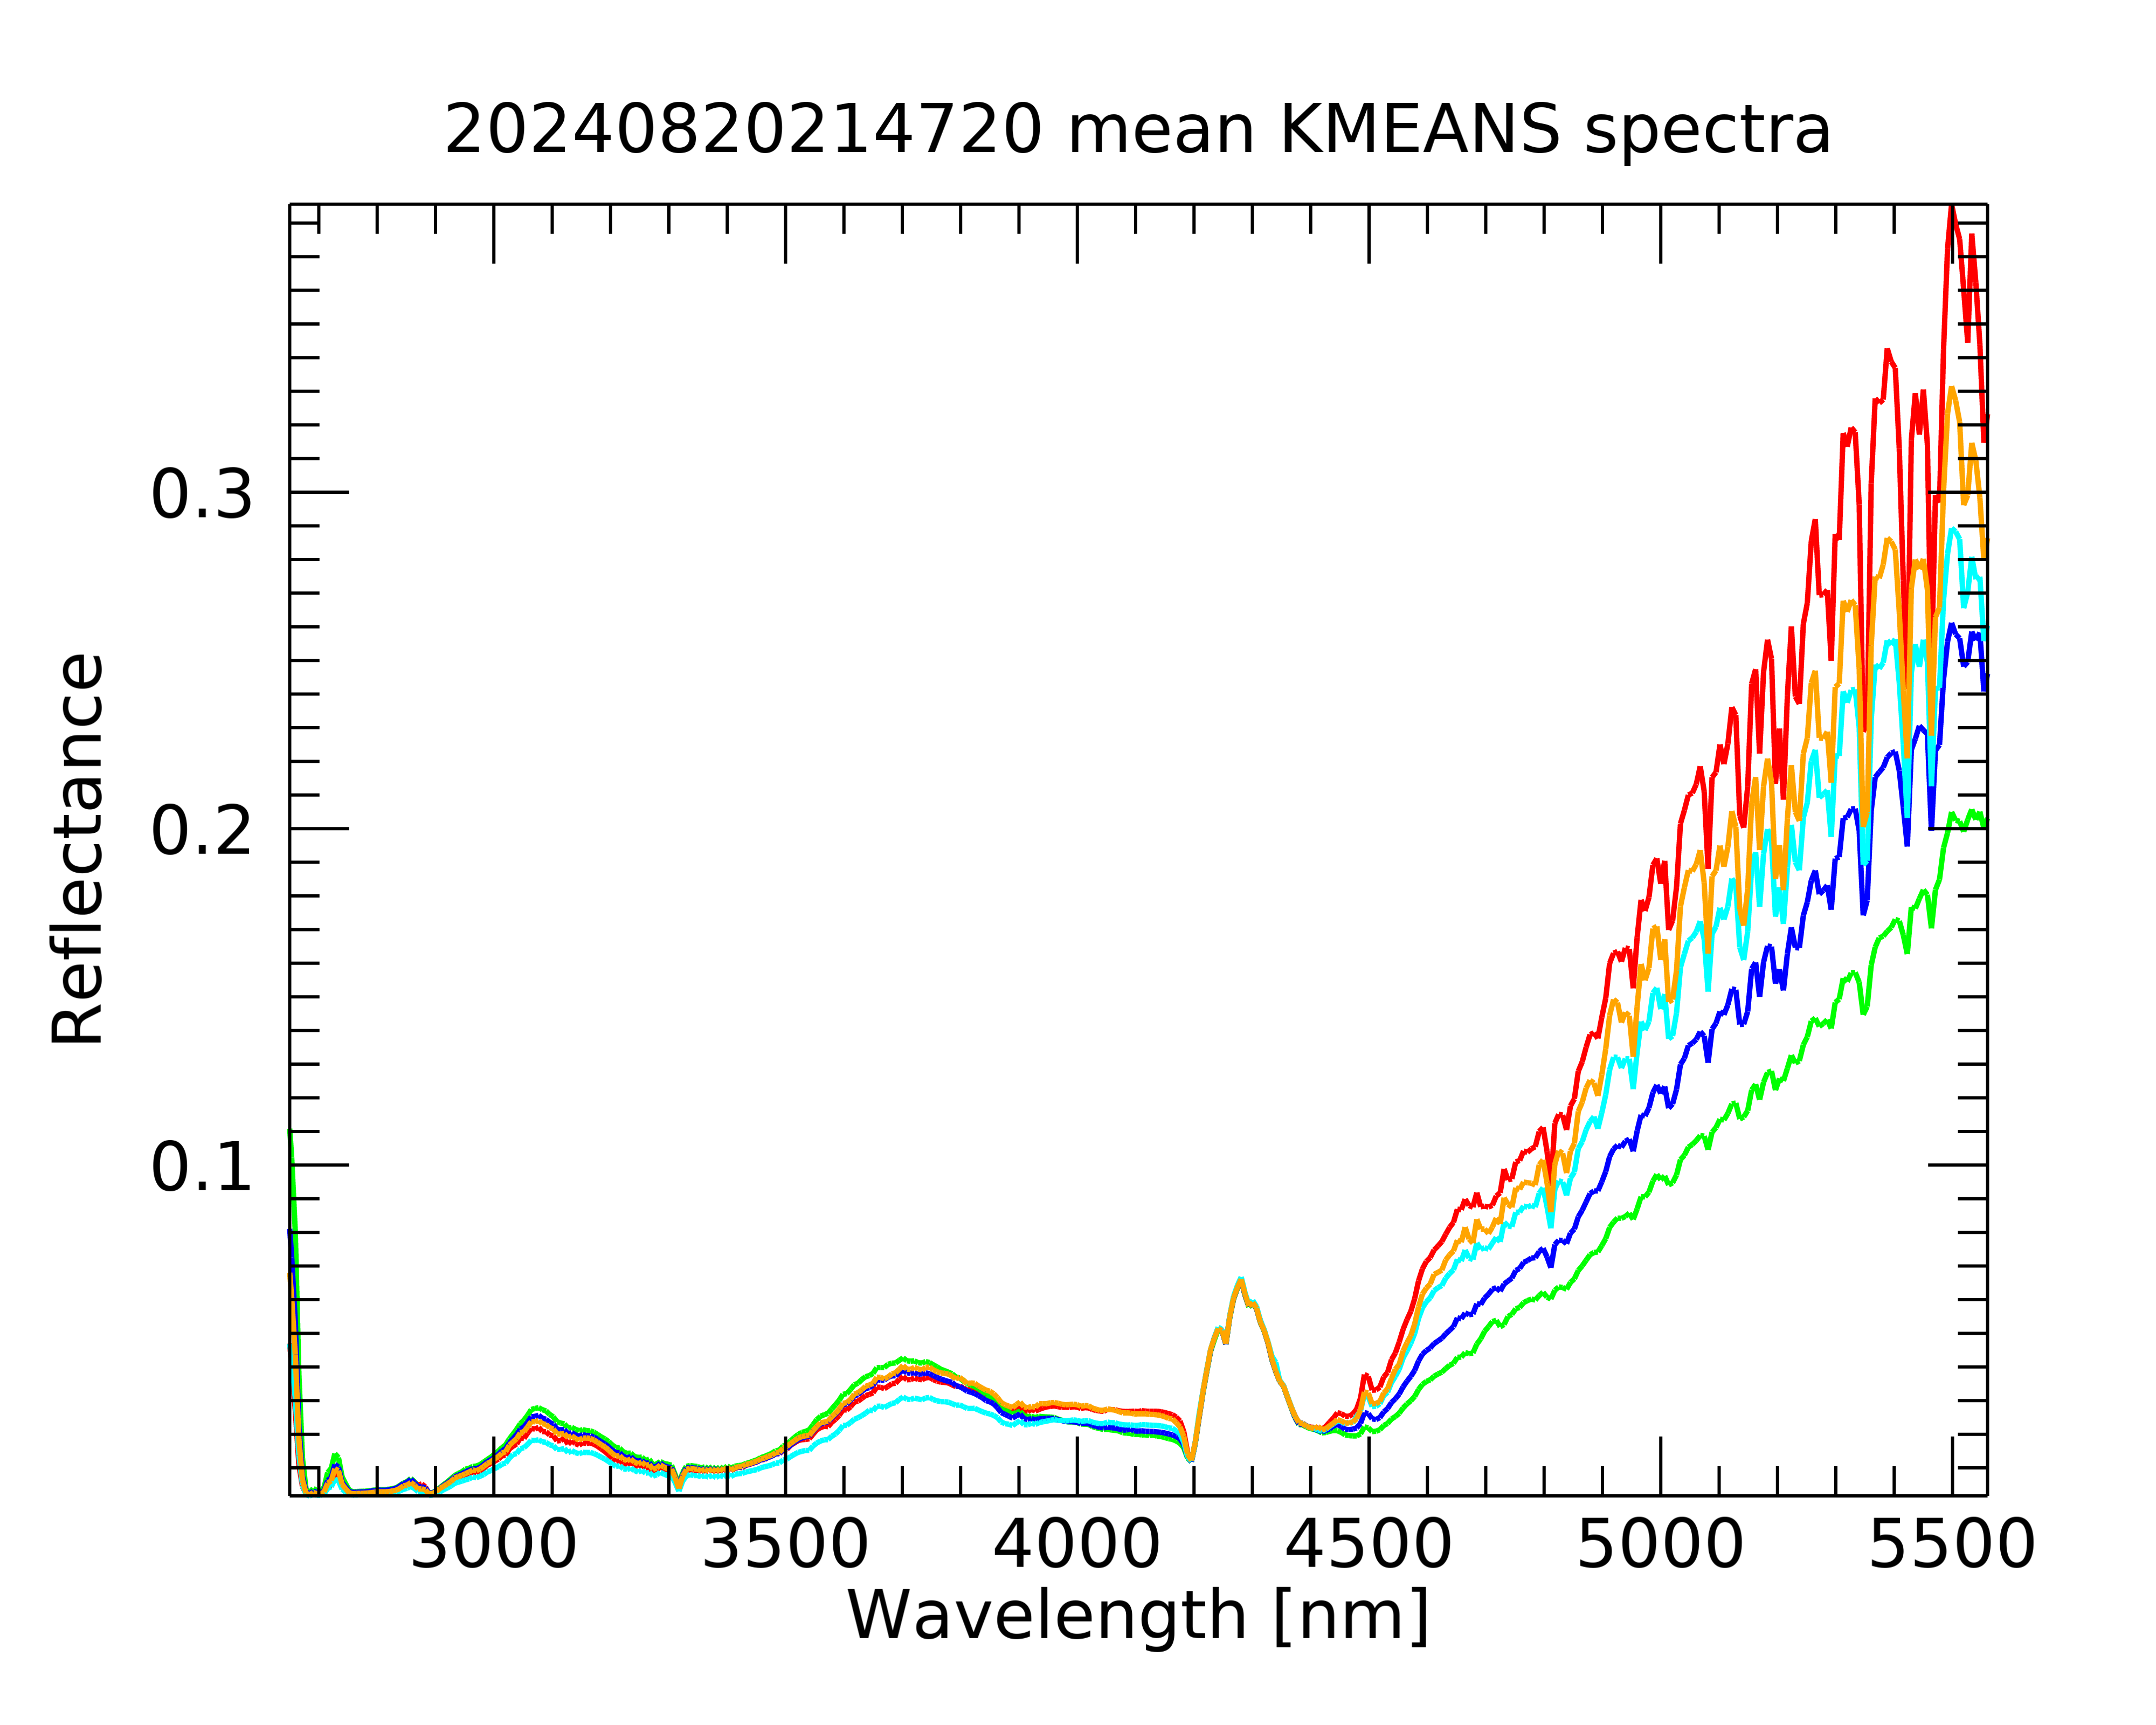 20240820214720 mean KMEANS spectra
0.3
0.2
0.1
Reflectance
3000 3500 4000 4500 5000 5500
Wavelength [nm]